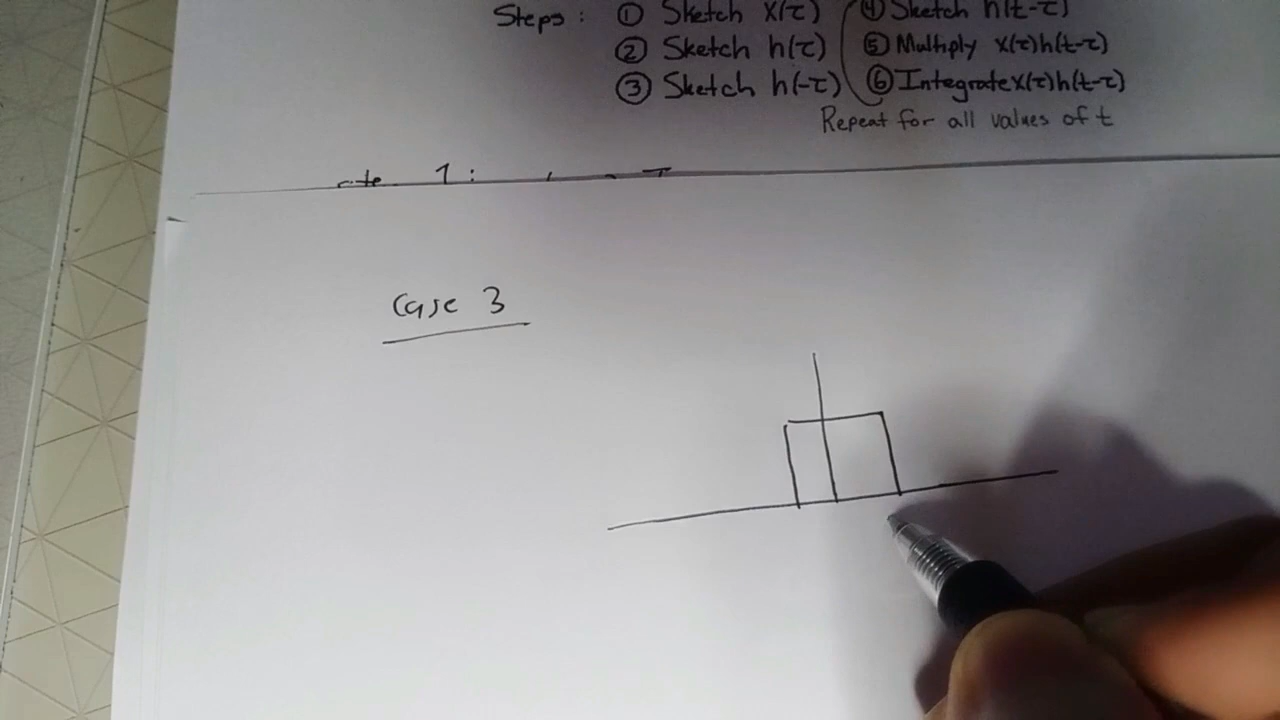 Steps : ① Sketch x(τ) ④ Sketch h(t-τ)
② Sketch h(τ) ⑤ Multiply x(τ)h(t-τ)
③ Sketch h(-τ) ⑥ Integrate x(τ)h(t-τ)
Repeat for all values of t
1 :
Case 3